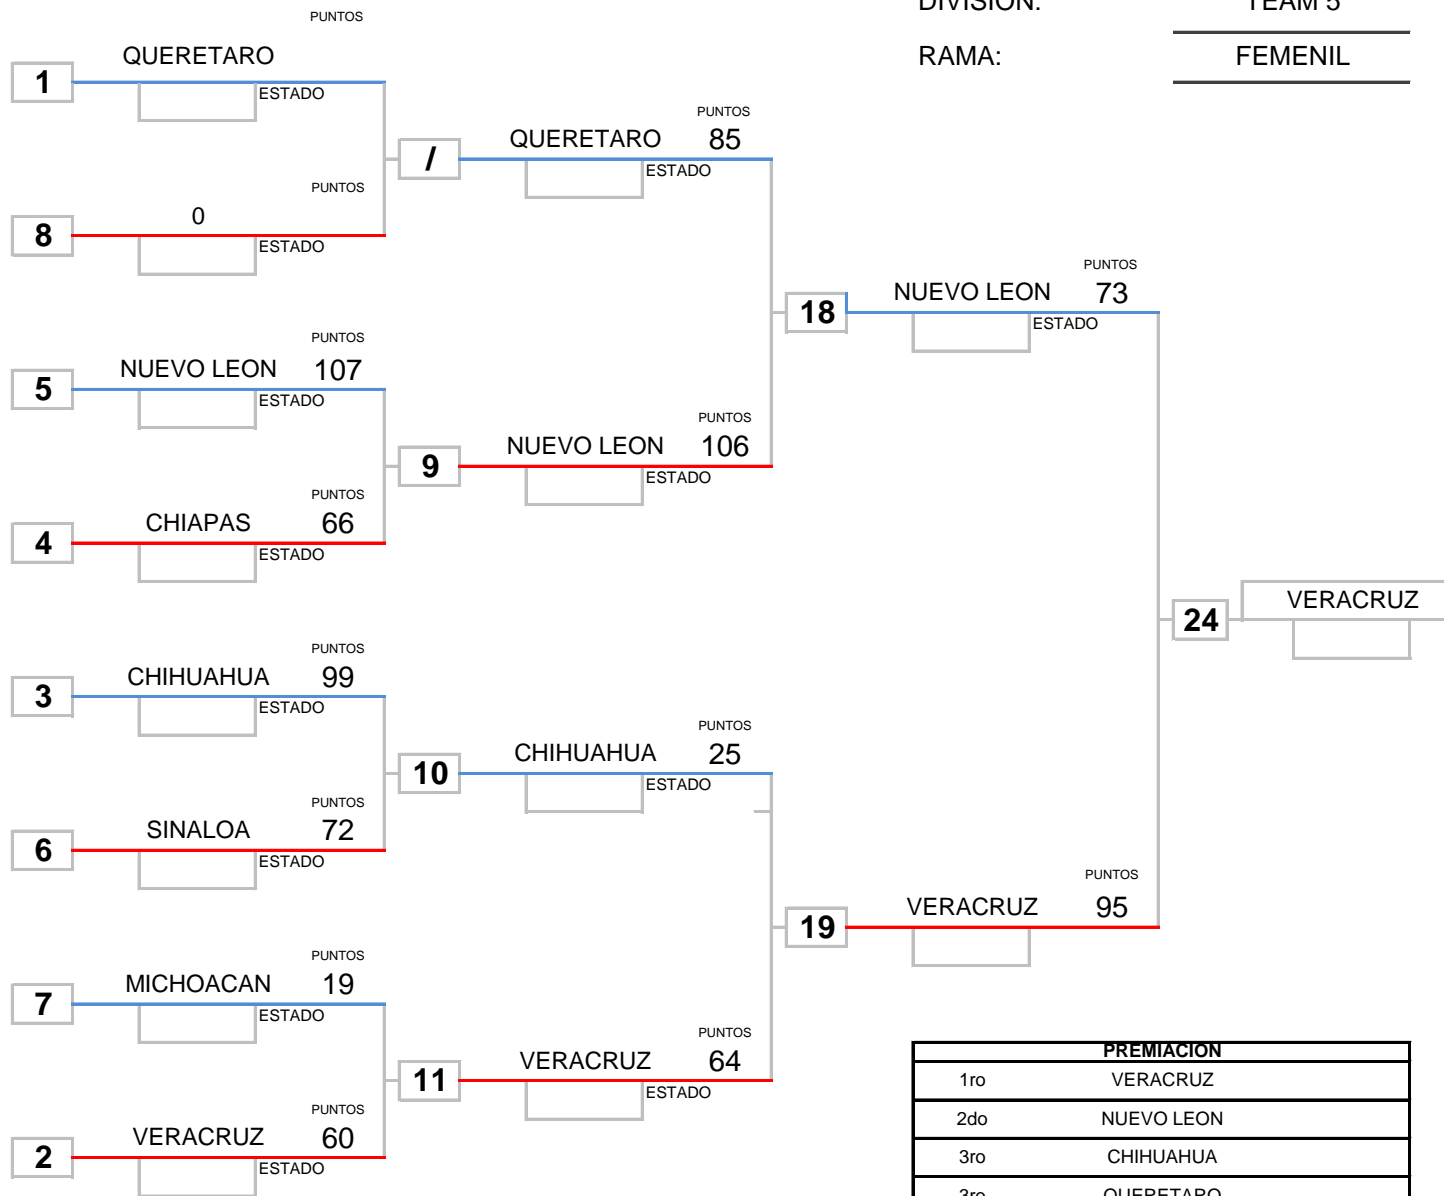 DIVISION: TEAM 5
PUNTOS
QUERETARO
RAMA: FEMENIL
1
ESTADO
PUNTOS
QUERETARO 85
/
ESTADO
PUNTOS
0
8
ESTADO
PUNTOS
NUEVO LEON 73
18
ESTADO
PUNTOS
NUEVO LEON 107
5
ESTADO
PUNTOS
NUEVO LEON 106
9
ESTADO
PUNTOS
CHIAPAS 66
4
ESTADO
VERACRUZ
24
PUNTOS
CHIHUAHUA 99
3
ESTADO
PUNTOS
CHIHUAHUA 25
10
ESTADO
PUNTOS
SINALOA 72
6
ESTADO
PUNTOS
VERACRUZ 95
19
PUNTOS
MICHOACAN 19
7
ESTADO
PUNTOS
VERACRUZ 64
11
ESTADO
PUNTOS
VERACRUZ 60
2
ESTADO
PREMIACION
1ro VERACRUZ
2do NUEVO LEON
3ro CHIHUAHUA
3ro QUERETARO